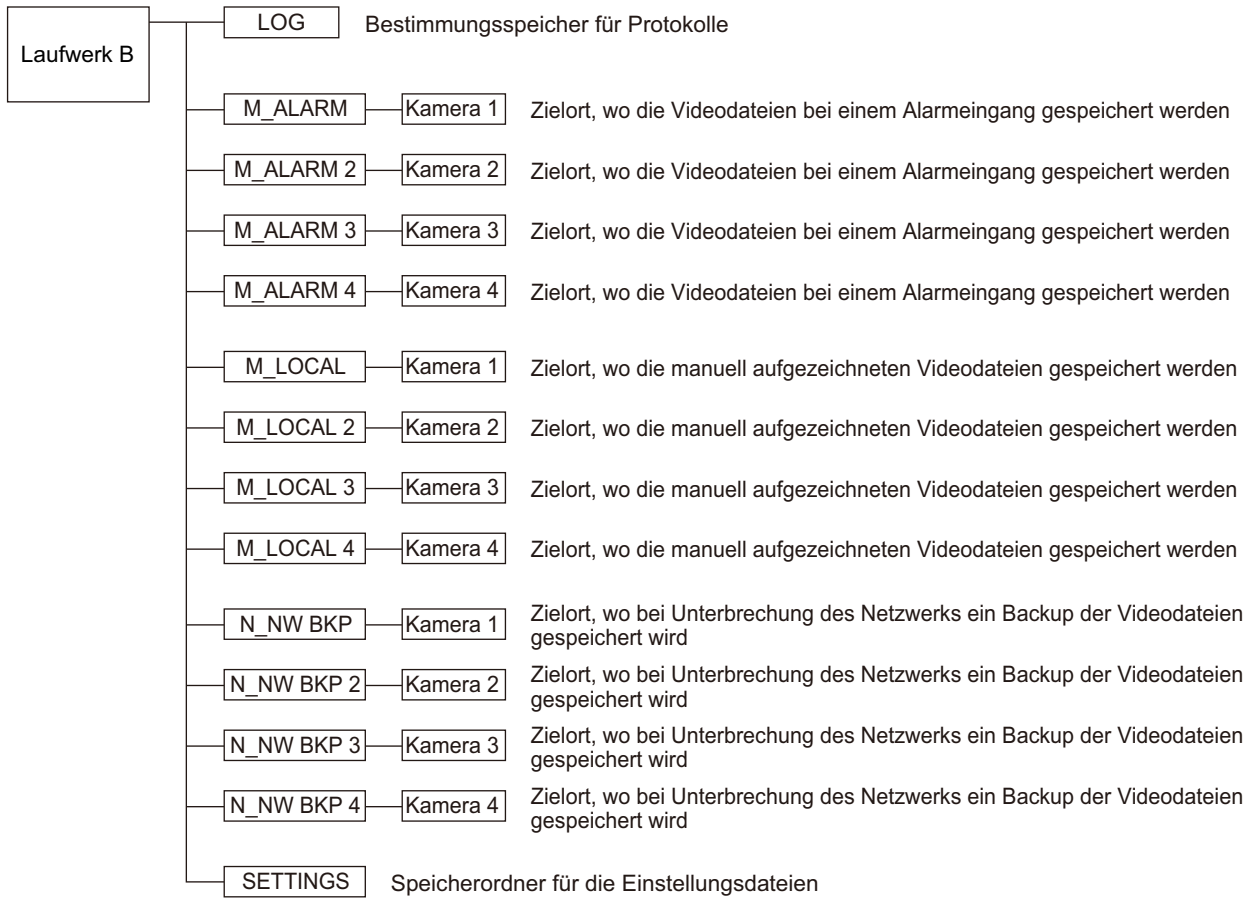 Laufwerk B
LOG Bestimmungsspeicher für Protokolle
M_ALARM Kamera 1 Zielort, wo die Videodateien bei einem Alarmeingang gespeichert werden
M_ALARM 2 Kamera 2 Zielort, wo die Videodateien bei einem Alarmeingang gespeichert werden
M_ALARM 3 Kamera 3 Zielort, wo die Videodateien bei einem Alarmeingang gespeichert werden
M_ALARM 4 Kamera 4 Zielort, wo die Videodateien bei einem Alarmeingang gespeichert werden
M_LOCAL Kamera 1 Zielort, wo die manuell aufgezeichneten Videodateien gespeichert werden
M_LOCAL 2 Kamera 2 Zielort, wo die manuell aufgezeichneten Videodateien gespeichert werden
M_LOCAL 3 Kamera 3 Zielort, wo die manuell aufgezeichneten Videodateien gespeichert werden
M_LOCAL 4 Kamera 4 Zielort, wo die manuell aufgezeichneten Videodateien gespeichert werden
N_NW BKP Kamera 1 Zielort, wo bei Unterbrechung des Netzwerks ein Backup der Videodateien
gespeichert wird
N_NW BKP 2 Kamera 2 Zielort, wo bei Unterbrechung des Netzwerks ein Backup der Videodateien
gespeichert wird
N_NW BKP 3 Kamera 3 Zielort, wo bei Unterbrechung des Netzwerks ein Backup der Videodateien
gespeichert wird
N_NW BKP 4 Kamera 4 Zielort, wo bei Unterbrechung des Netzwerks ein Backup der Videodateien
gespeichert wird
SETTINGS Speicherordner für die Einstellungsdateien